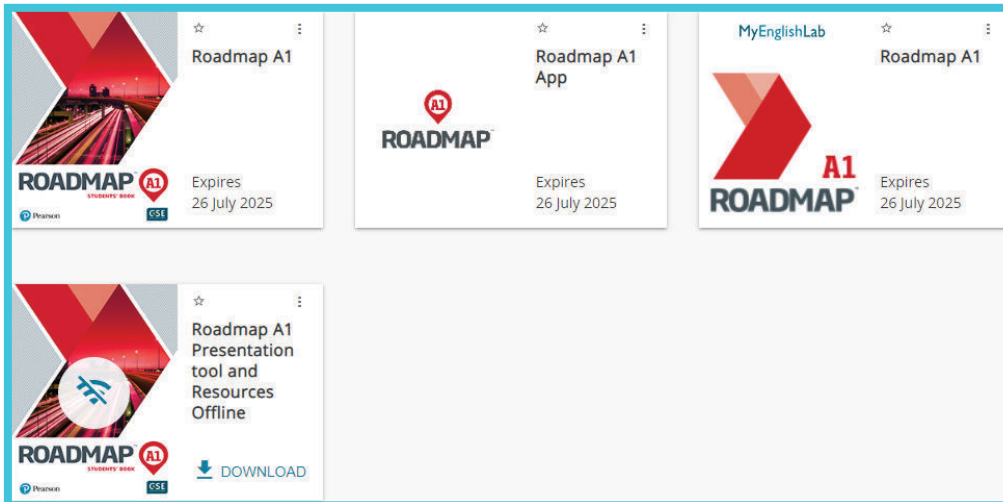 Roadmap A1
ROADMAP A1
STUDENTS' BOOK
Pearson
GSE
Expires
26 July 2025
Roadmap A1
App
A1
ROADMAP
Expires
26 July 2025
MyEnglishLab
Roadmap A1
A1
ROADMAP
Expires
26 July 2025
Roadmap A1
Presentation
tool and
Resources
Offline
ROADMAP A1
STUDENTS' BOOK
Pearson
GSE
DOWNLOAD